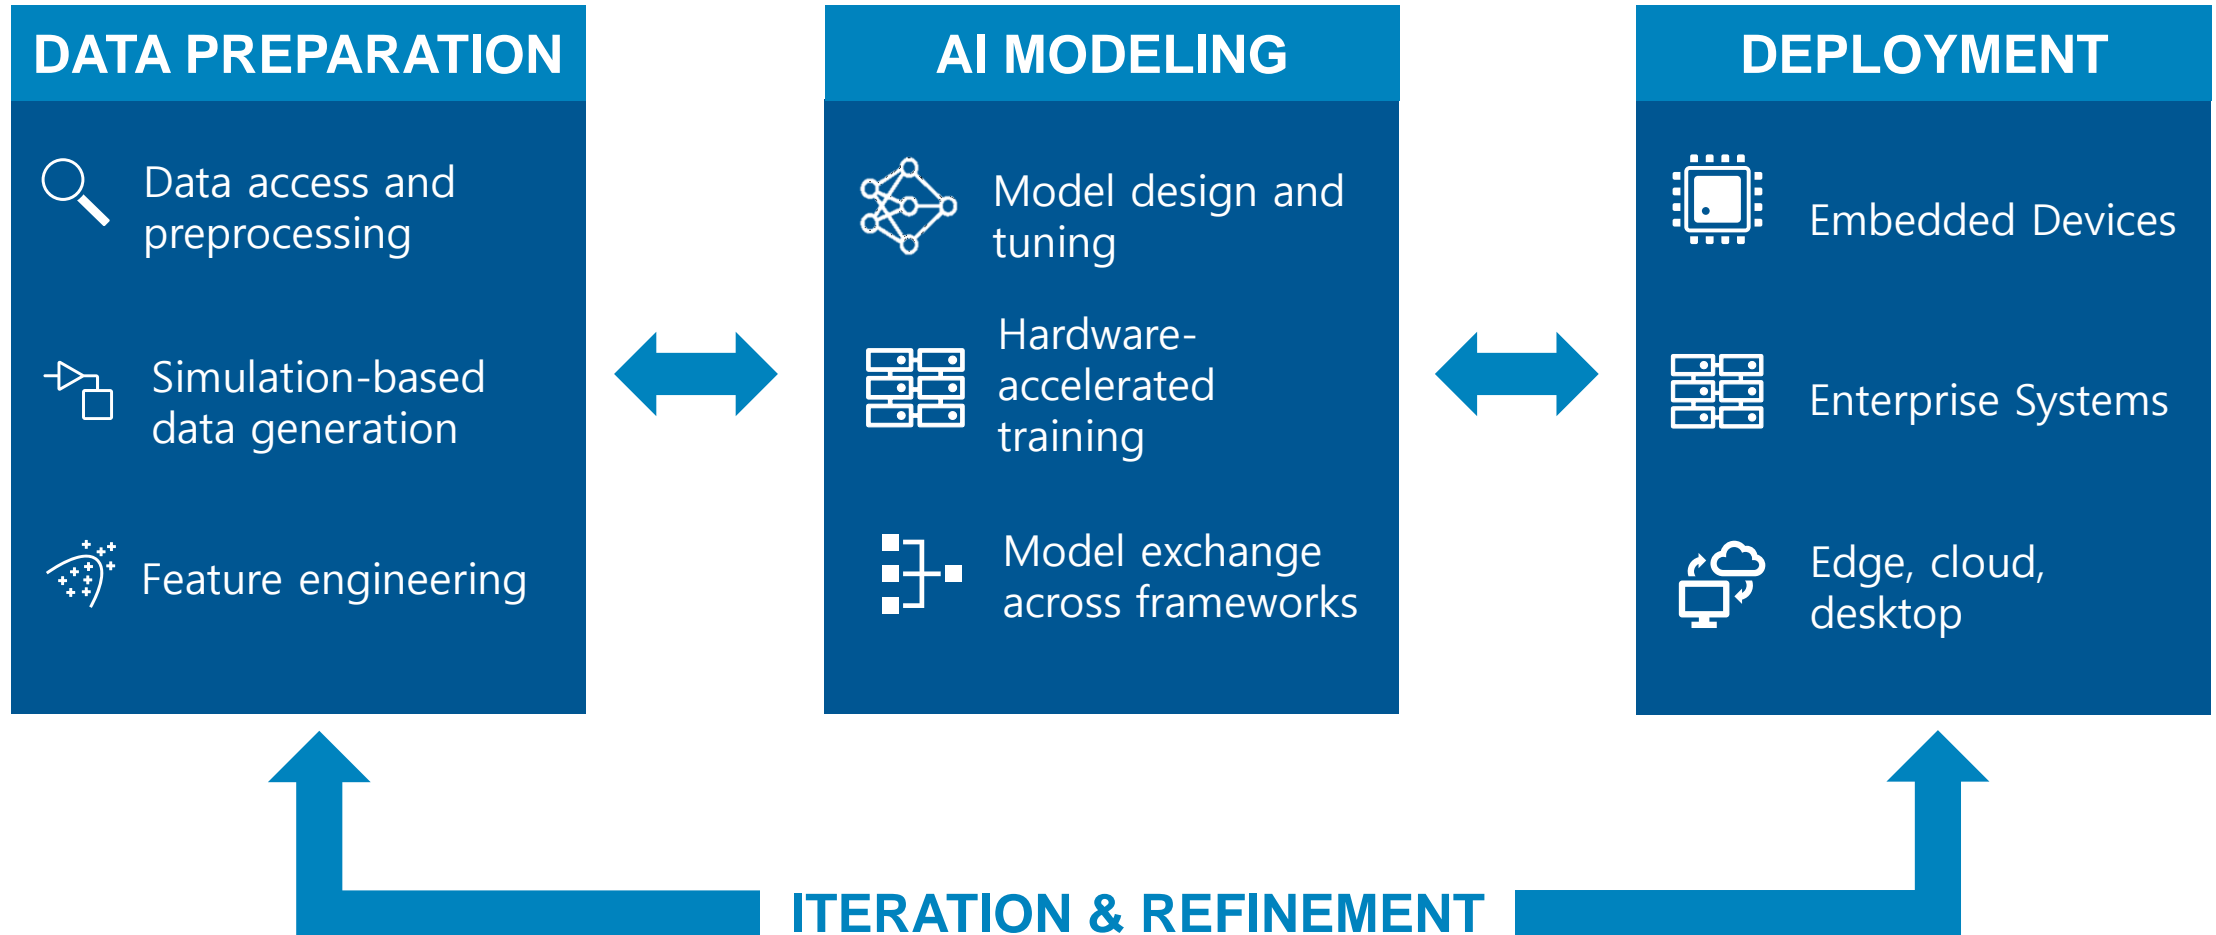 DATA PREPARATION
Data access and
preprocessing
Simulation-based
data generation
Feature engineering
AI MODELING
Model design and
tuning
Hardware-
accelerated
training
Model exchange
across frameworks
DEPLOYMENT
Embedded Devices
Enterprise Systems
Edge, cloud,
desktop
ITERATION & REFINEMENT